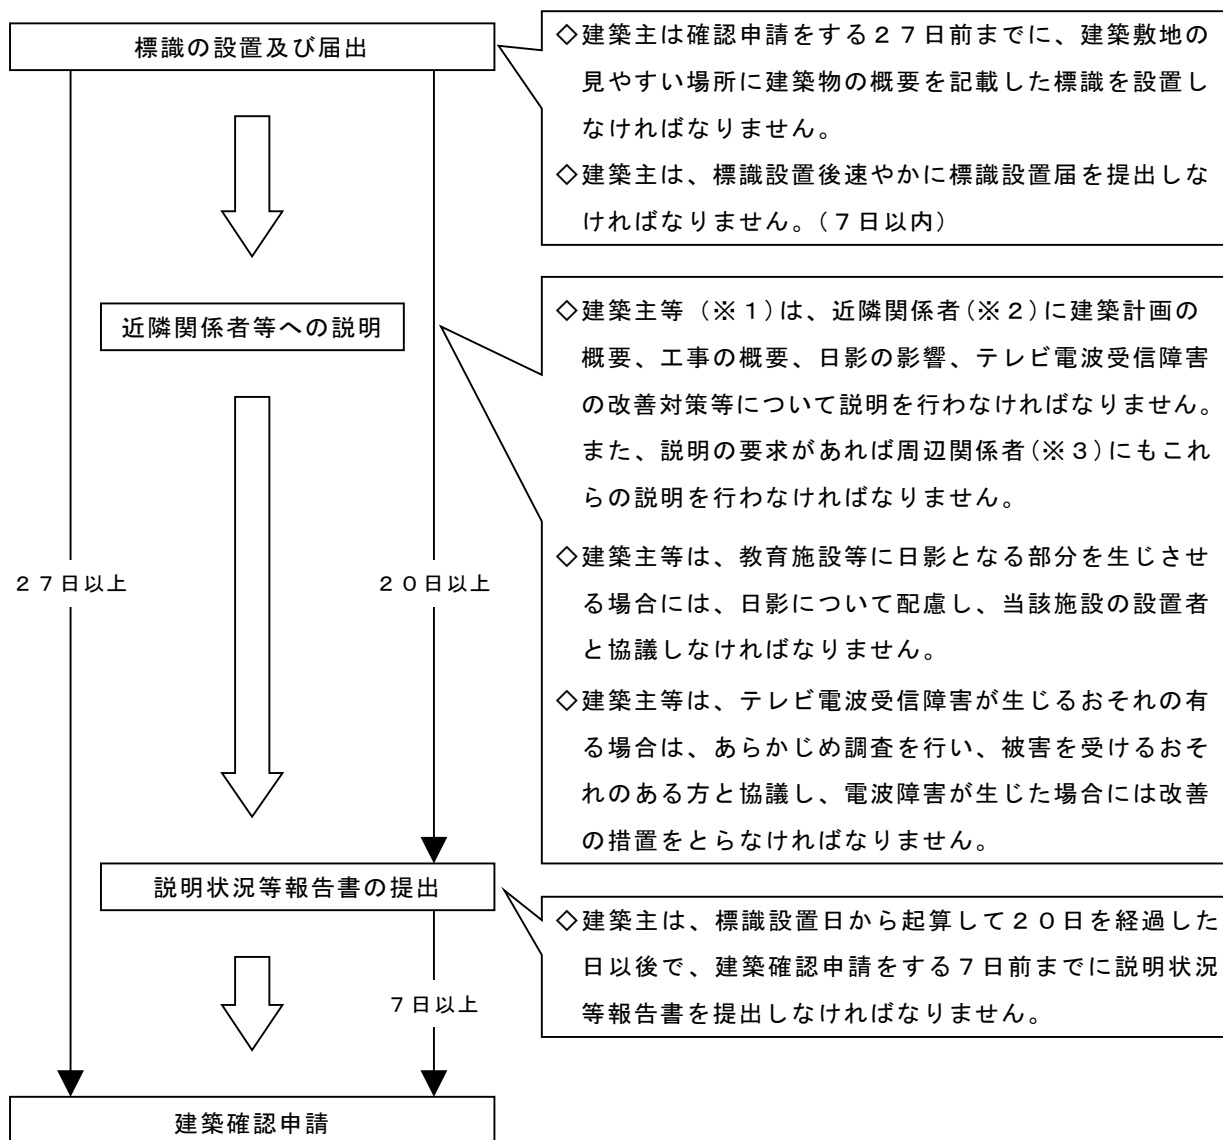 標識の設置及び届出
◇建築主は確認申請をする２７日前までに、建築敷地の
見やすい場所に建築物の概要を記載した標識を設置し
なければなりません。
◇建築主は、標識設置後速やかに標識設置届を提出しな
ければなりません。(７日以内)
近隣関係者等への説明
◇建築主等 (※１)は、近隣関係者(※２)に建築計画の
概要、工事の概要、日影の影響、テレビ電波受信障害
の改善対策等について説明を行わなければなりません。
また、説明の要求があれば周辺関係者(※３)にもこれ
らの説明を行わなければなりません。
◇建築主等は、教育施設等に日影となる部分を生じさせ
る場合には、日影について配慮し、当該施設の設置者
と協議しなければなりません。
◇建築主等は、テレビ電波受信障害が生じるおそれの有
る場合は、あらかじめ調査を行い、被害を受けるおそ
れのある方と協議し、電波障害が生じた場合には改善
の措置をとらなければなりません。
２７日以上
２０日以上
説明状況等報告書の提出
◇建築主は、標識設置日から起算して２０日を経過した
日以後で、建築確認申請をする７日前までに説明状況
等報告書を提出しなければなりません。
７日以上
建築確認申請